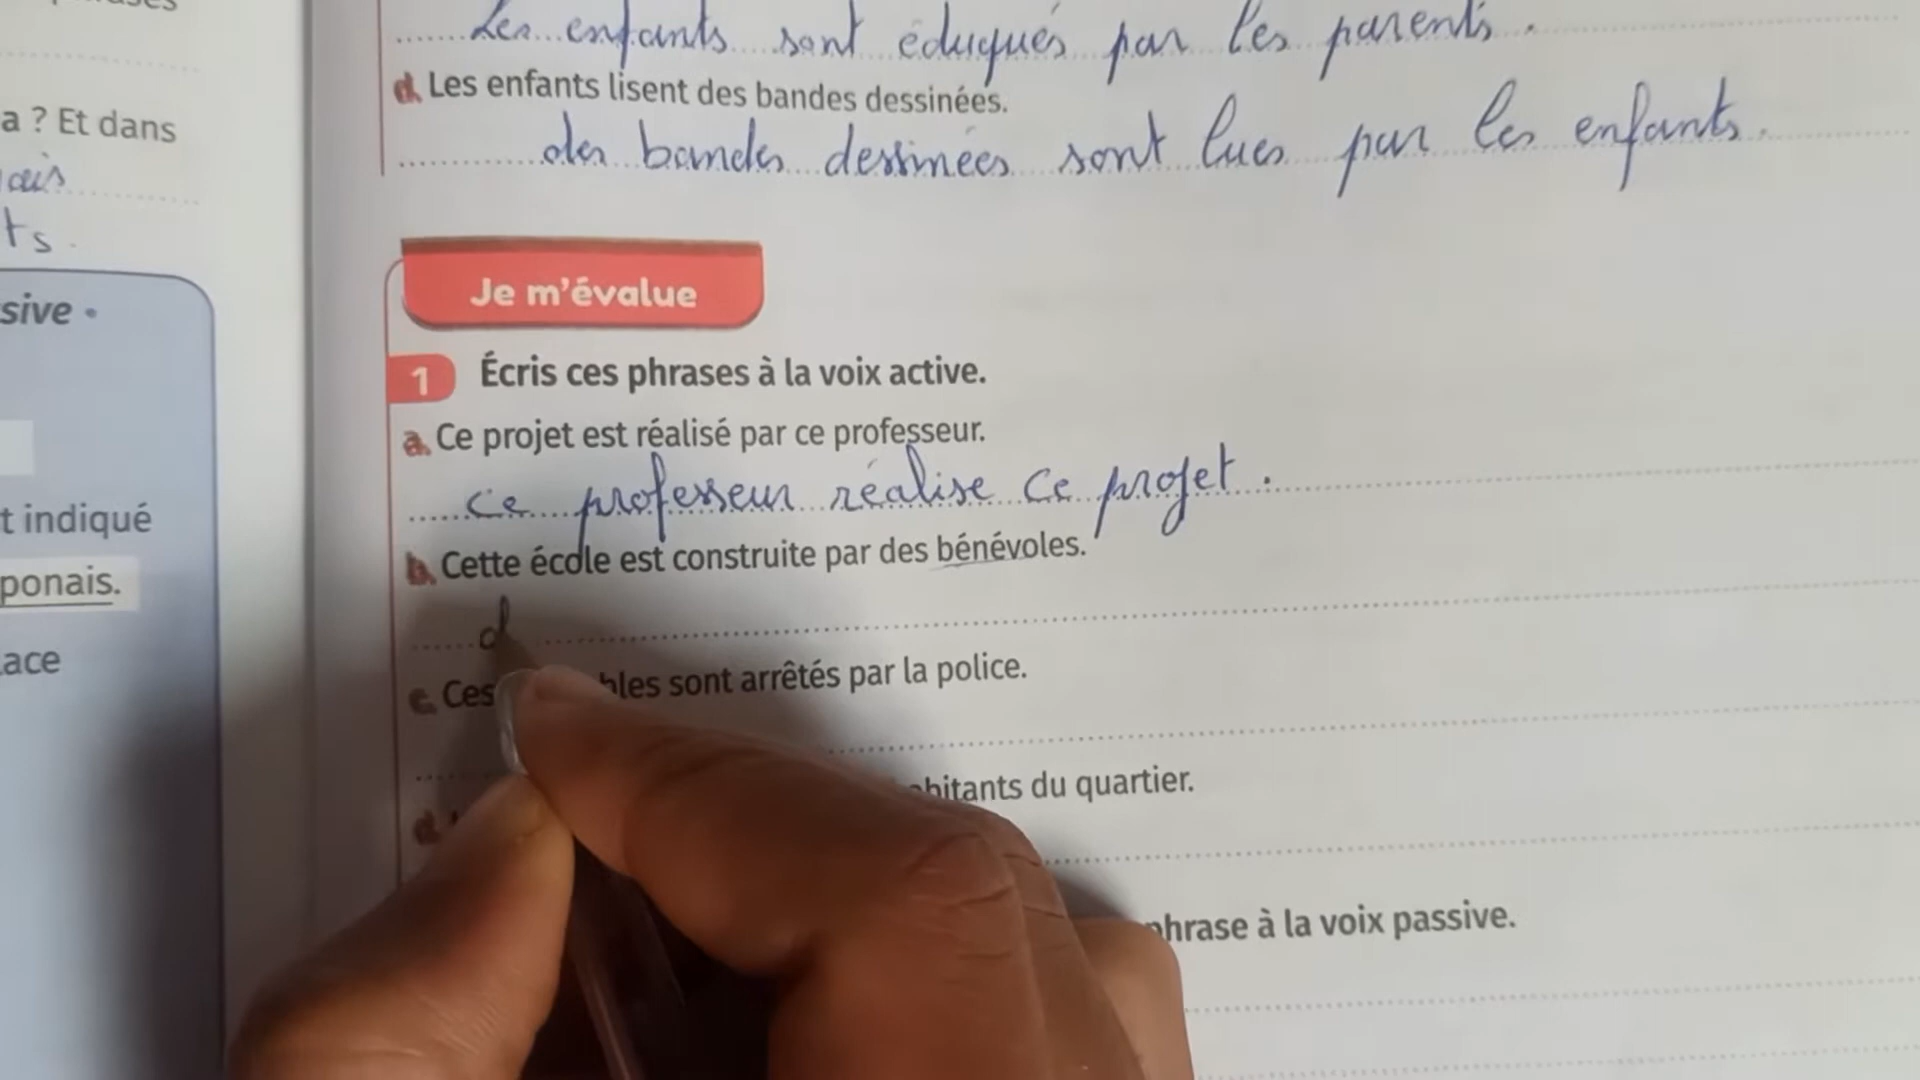 Les enfants sont éduqués par les parents.
d. Les enfants lisent des bandes dessinées.
des bandes dessinées sont lues par les enfants.
a ? Et dans
ts.
sive •
t indiqué
ponais.
ace
Je m'évalue
1 Écris ces phrases à la voix active.
a. Ce projet est réalisé par ce professeur.
ce professeur réalise ce projet.
b. Cette école est construite par des bénévoles.
d
c. Ces bles sont arrêtés par la police.
d. bitants du quartier.
phrase à la voix passive.